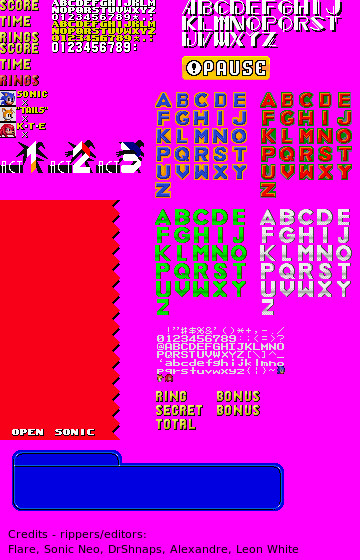 SCORE
TIME
RINGS
SCORE
TIME
RINGS
ABCDEFGHIJKLM
NOPQRSTUVWXYZ
0123456789*.:
ABCDEFGHIJKLM
NOPQRSTUVWXYZ
0123456789*.:
0123456789:
ABCDEFGHIJ
KLMNOPQRST
UVWXYZ
PAUSE
SONIC
×
"TAILS"
×
K·T·E
×
ACT 1
ACT 2
ACT 3
ABCDE
FGHIJ
KLMNO
PQRST
UVWXY
Z
ABCDE
FGHIJ
KLMNO
PQRST
UVWXY
Z
ABCDE
FGHIJ
KLMNO
PQRST
UVWXY
Z
ABCDE
FGHIJ
KLMNO
PQRST
UVWXY
Z
!"#$%&'()*+,-./
0123456789:;<=>?
@ABCDEFGHIJKLMNO
PQRSTUVWXYZ[\]^_
`abcdefghijklmno
pqrstuvwxyz{|}~
RING BONUS
SECRET BONUS
TOTAL
OPEN SONIC
Credits - rippers/editors:
Flare, Sonic Neo, DrShnaps, Alexandre, Leon White